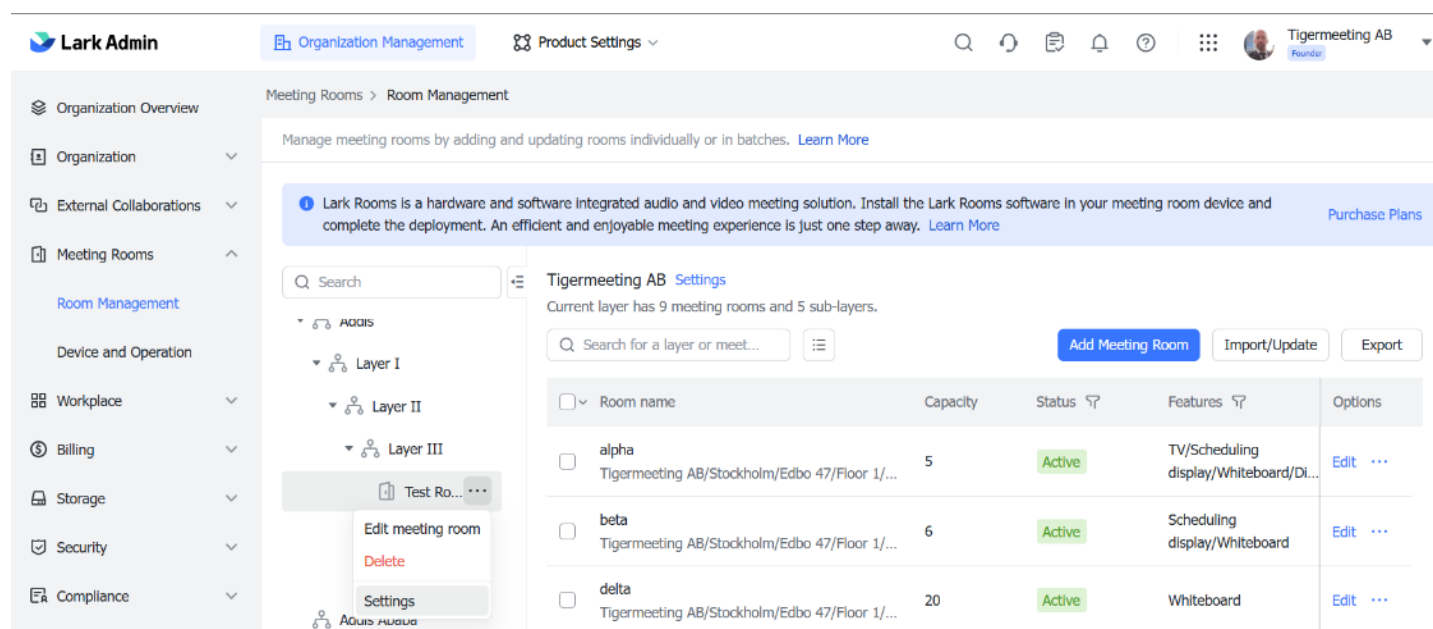 Lark Admin
Organization Management
Product Settings
Tigermeeting AB
Founder
Organization Overview
Organization
External Collaborations
Meeting Rooms
Room Management
Device and Operation
Workplace
Billing
Storage
Security
Compliance
Meeting Rooms > Room Management
Manage meeting rooms by adding and updating rooms individually or in batches. Learn More
Lark Rooms is a hardware and software integrated audio and video meeting solution. Install the Lark Rooms software in your meeting room device and
complete the deployment. An efficient and enjoyable meeting experience is just one step away. Learn More
Purchase Plans
Search
Addis
Layer I
Layer II
Layer III
Test Ro...
Edit meeting room
Delete
Settings
Addis Ababa
Tigermeeting AB Settings
Current layer has 9 meeting rooms and 5 sub-layers.
Search for a layer or meet...
Add Meeting Room
Import/Update
Export
Room name Capacity Status Features Options
alpha
Tigermeeting AB/Stockholm/Edbo 47/Floor 1/...
5
Active
TV/Scheduling
display/Whiteboard/Di...
Edit ...
beta
Tigermeeting AB/Stockholm/Edbo 47/Floor 1/...
6
Active
Scheduling
display/Whiteboard
Edit ...
delta
Tigermeeting AB/Stockholm/Edbo 47/Floor 1/...
20
Active
Whiteboard
Edit ...